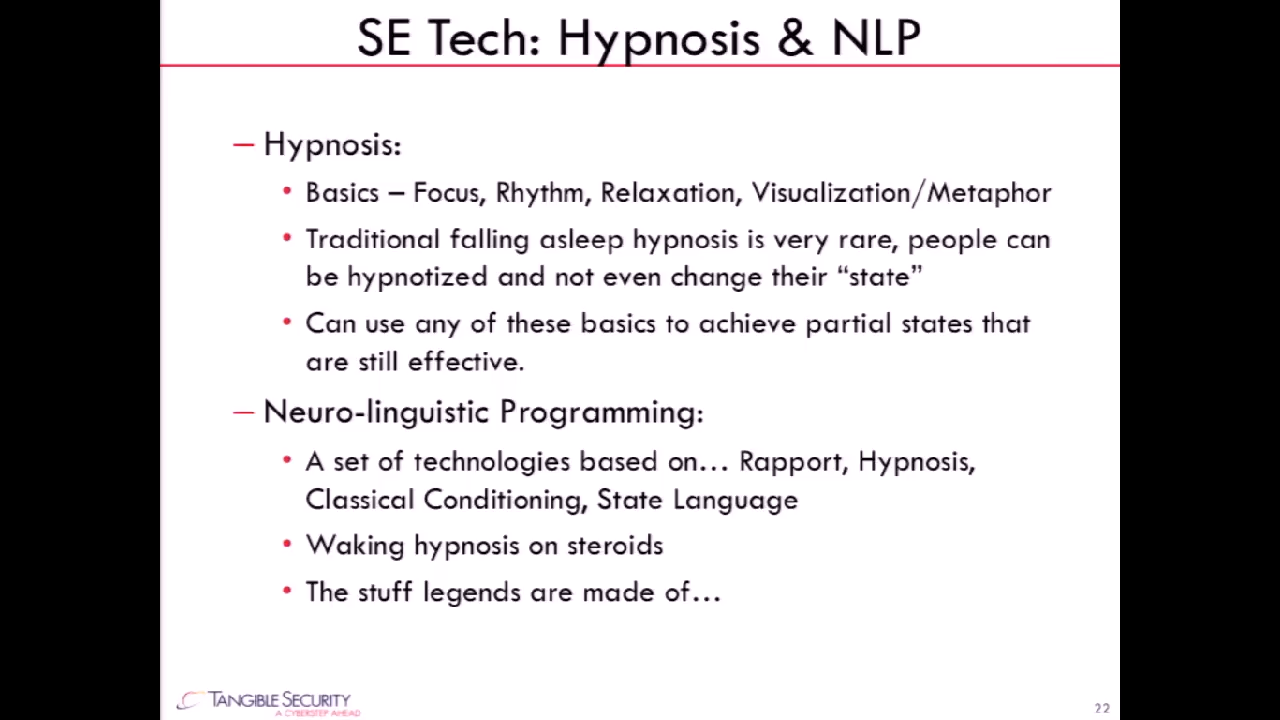 SE Tech: Hypnosis & NLP
– Hypnosis:
• Basics – Focus, Rhythm, Relaxation, Visualization/Metaphor
• Traditional falling asleep hypnosis is very rare, people can
be hypnotized and not even change their “state”
• Can use any of these basics to achieve partial states that
are still effective.
– Neuro-linguistic Programming:
• A set of technologies based on… Rapport, Hypnosis,
Classical Conditioning, State Language
• Waking hypnosis on steroids
• The stuff legends are made of…
TANGIBLE SECURITY
A CYBERSTEP AHEAD
22